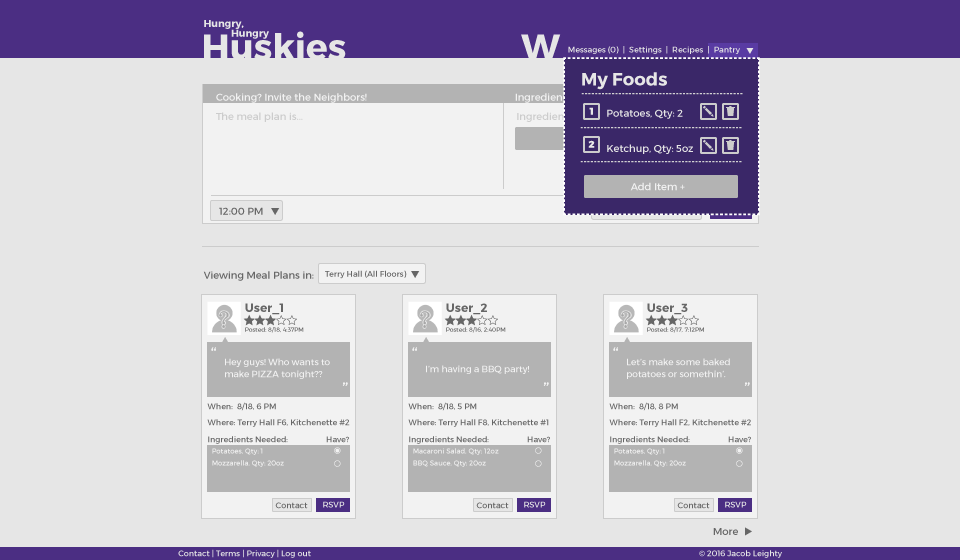 Hungry,
Hungry
Huskies
W
Messages (0) | Settings | Recipes | Pantry
My Foods
1 Potatoes, Qty: 2
2 Ketchup, Qty: 5oz
Add Item +
Cooking? Invite the Neighbors!
Ingredien
The meal plan is...
Ingredien
12:00 PM
Viewing Meal Plans in: Terry Hall (All Floors)
User_1
Posted: 8/18, 4:37PM
“
Hey guys! Who wants to
make PIZZA tonight??
”
When: 8/18, 6 PM
Where: Terry Hall F6, Kitchenette #2
Ingredients Needed: Have?
Potatoes, Qty: 1
Mozzarella, Qty: 20oz
Contact RSVP
User_2
Posted: 8/16, 2:40PM
“
I'm having a BBQ party!
”
When: 8/18, 5 PM
Where: Terry Hall F8, Kitchenette #1
Ingredients Needed: Have?
Macaroni Salad, Qty: 12oz
BBQ Sauce, Qty: 20oz
Contact RSVP
User_3
Posted: 8/17, 7:12PM
“
Let's make some baked
potatoes or somethin'.
”
When: 8/18, 8 PM
Where: Terry Hall F2, Kitchenette #2
Ingredients Needed: Have?
Potatoes, Qty: 1
Mozzarella, Qty: 20oz
Contact RSVP
More
Contact | Terms | Privacy | Log out
© 2016 Jacob Leighty